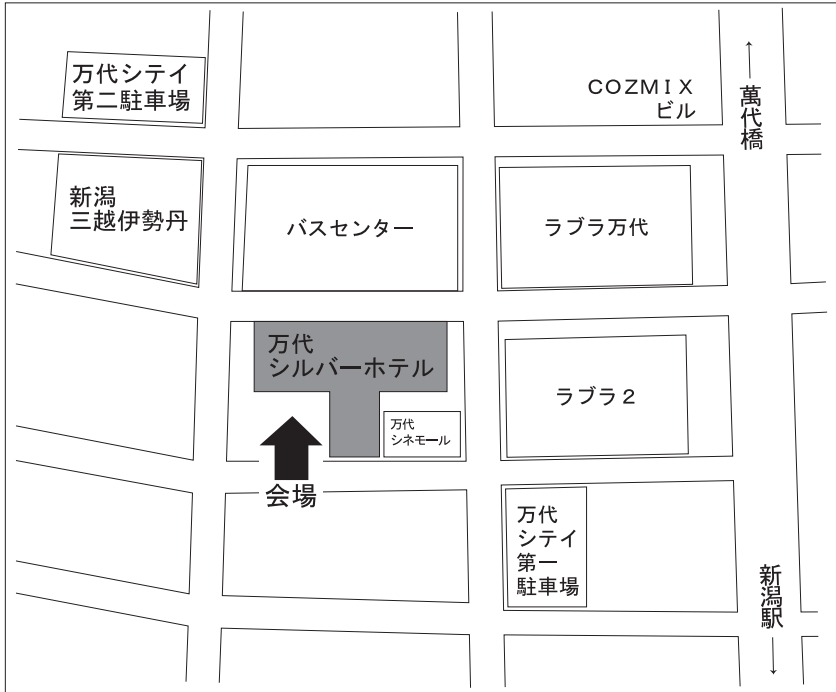 万代シテイ
第二駐車場
COZMIX
ビル
↑
萬代橋
新潟
三越伊勢丹
バスセンター
ラブラ万代
万代
シルバーホテル
万代
シネモール
ラブラ2
会場
万代
シテイ
第一
駐車場
新潟駅
↓